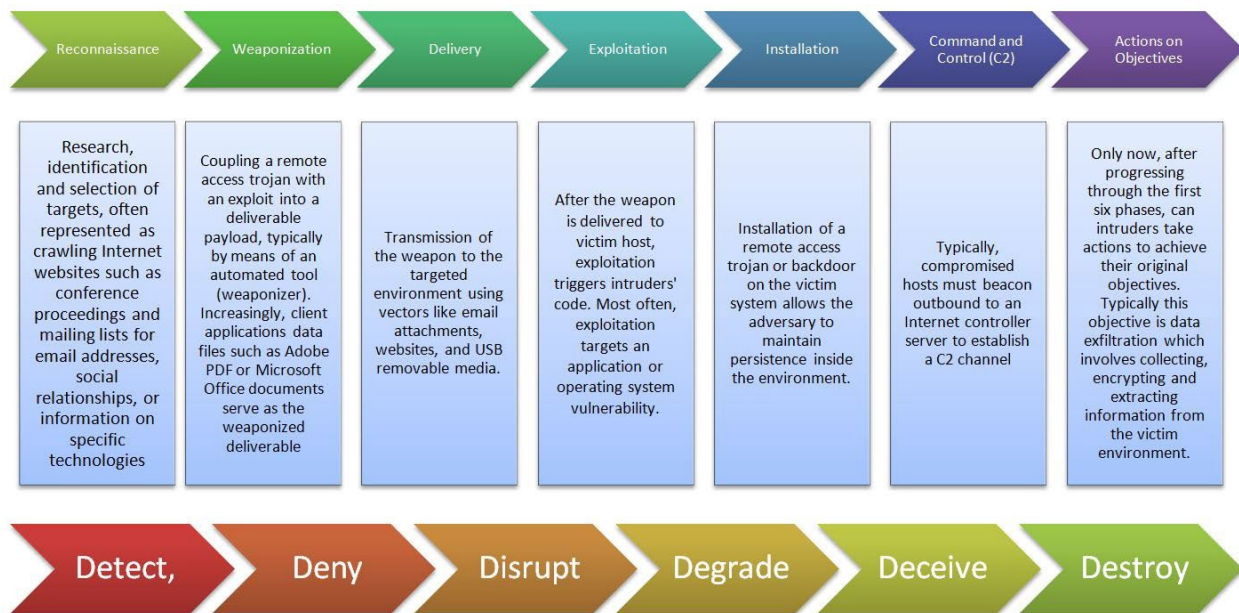 Reconnaissance
Weaponization
Delivery
Exploitation
Installation
Command and
Control (C2)
Actions on
Objectives
Research,
identification
and selection of
targets, often
represented as
crawling Internet
websites such as
conference
proceedings and
mailing lists for
email addresses,
social
relationships, or
information on
specific
technologies
Coupling a remote
access trojan with
an exploit into a
deliverable
payload, typically
by means of an
automated tool
(weaponizer).
Increasingly, client
applications data
files such as Adobe
PDF or Microsoft
Office documents
serve as the
weaponized
deliverable
Transmission of
the weapon to the
targeted
environment using
vectors like email
attachments,
websites, and USB
removable media.
After the weapon
is delivered to
victim host,
exploitation
triggers intruders'
code. Most often,
exploitation
targets an
application or
operating system
vulnerability.
Installation of a
remote access
trojan or backdoor
on the victim
system allows the
adversary to
maintain
persistence inside
the environment.
Typically,
compromised
hosts must beacon
outbound to an
Internet controller
server to establish
a C2 channel
Only now, after
progressing
through the first
six phases, can
intruders take
actions to achieve
their original
objectives.
Typically this
objective is data
exfiltration which
involves collecting,
encrypting and
extracting
information from
the victim
environment.
Detect,
Deny
Disrupt
Degrade
Deceive
Destroy